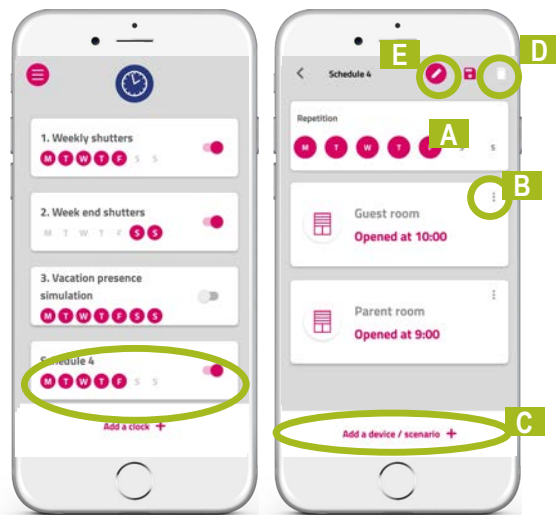 1. Weekly shutters
M T W T F S S
2. Week end shutters
M T W T F S S
3. Vacation presence
simulation
M T W T F S S
Schedule 4
M T W T F S S
Add a clock +
E
D
Schedule 4
Repetition
A
M T W T F S S
B
Guest room
Opened at 10:00
Parent room
Opened at 9:00
C
Add a device / scenario +